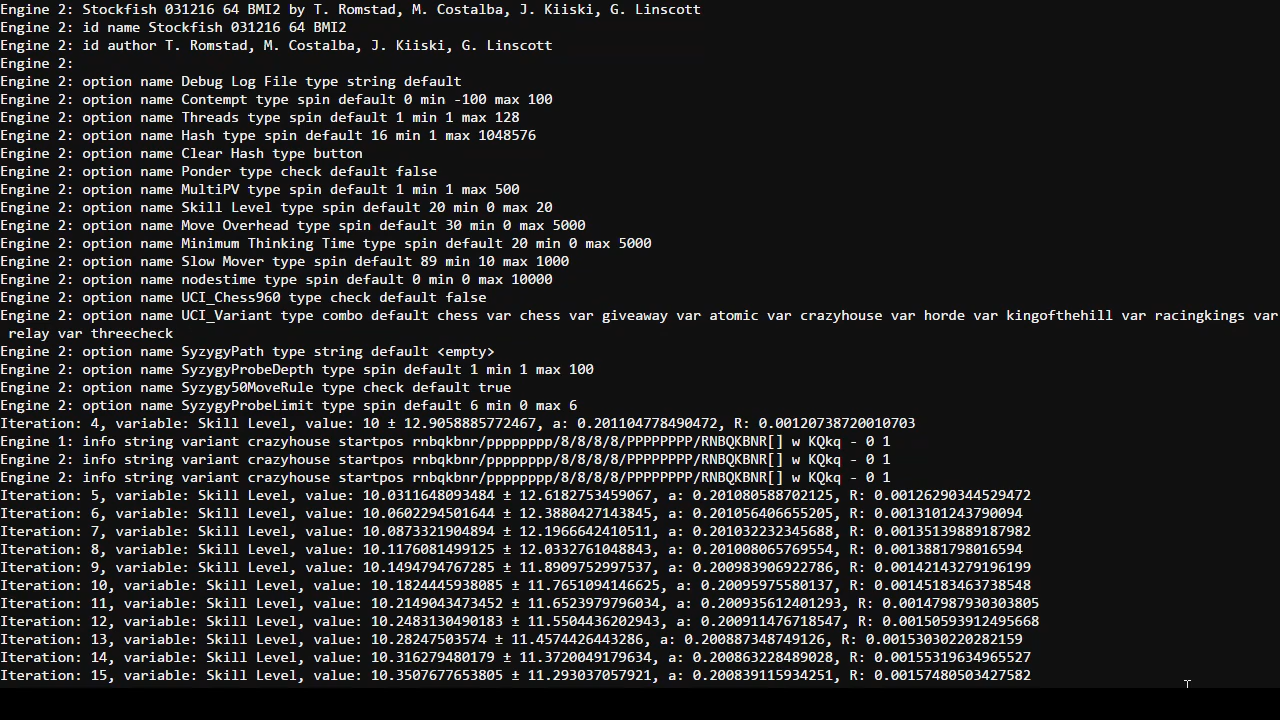 Engine 2: Stockfish 031216 64 BMI2 by T. Romstad, M. Costalba, J. Kiiski, G. Linscott
Engine 2: id name Stockfish 031216 64 BMI2
Engine 2: id author T. Romstad, M. Costalba, J. Kiiski, G. Linscott
Engine 2:
Engine 2: option name Debug Log File type string default
Engine 2: option name Contempt type spin default 0 min -100 max 100
Engine 2: option name Threads type spin default 1 min 1 max 128
Engine 2: option name Hash type spin default 16 min 1 max 1048576
Engine 2: option name Clear Hash type button
Engine 2: option name Ponder type check default false
Engine 2: option name MultiPV type spin default 1 min 1 max 500
Engine 2: option name Skill Level type spin default 20 min 0 max 20
Engine 2: option name Move Overhead type spin default 30 min 0 max 5000
Engine 2: option name Minimum Thinking Time type spin default 20 min 0 max 5000
Engine 2: option name Slow Mover type spin default 89 min 10 max 1000
Engine 2: option name nodestime type spin default 0 min 0 max 10000
Engine 2: option name UCI_Chess960 type check default false
Engine 2: option name UCI_Variant type combo default chess var chess var giveaway var atomic var crazyhouse var horde var kingofthehill var racingkings var
relay var threecheck
Engine 2: option name SyzygyPath type string default <empty>
Engine 2: option name SyzygyProbeDepth type spin default 1 min 1 max 100
Engine 2: option name Syzygy50MoveRule type check default true
Engine 2: option name SyzygyProbeLimit type spin default 6 min 0 max 6
Iteration: 4, variable: Skill Level, value: 10 ± 12.9058885772467, a: 0.201104778490472, R: 0.00120738720010703
Engine 1: info string variant crazyhouse startpos rnbqkbnr/pppppppp/8/8/8/8/PPPPPPPP/RNBQKBNR[] w KQkq - 0 1
Engine 2: info string variant crazyhouse startpos rnbqkbnr/pppppppp/8/8/8/8/PPPPPPPP/RNBQKBNR[] w KQkq - 0 1
Engine 2: info string variant crazyhouse startpos rnbqkbnr/pppppppp/8/8/8/8/PPPPPPPP/RNBQKBNR[] w KQkq - 0 1
Iteration: 5, variable: Skill Level, value: 10.0311648093484 ± 12.6182753459067, a: 0.201080588702125, R: 0.00126290344529472
Iteration: 6, variable: Skill Level, value: 10.0602294501644 ± 12.3880427143845, a: 0.201056406655205, R: 0.0013101243790094
Iteration: 7, variable: Skill Level, value: 10.0873321904894 ± 12.1966642410511, a: 0.201032232345688, R: 0.00135139889187982
Iteration: 8, variable: Skill Level, value: 10.1176081499125 ± 12.0332761048843, a: 0.201008065769554, R: 0.0013881798016594
Iteration: 9, variable: Skill Level, value: 10.1494794767285 ± 11.8909752997537, a: 0.200983906922786, R: 0.00142143279196199
Iteration: 10, variable: Skill Level, value: 10.1824445938085 ± 11.7651094146625, a: 0.20095975580137, R: 0.00145183463738548
Iteration: 11, variable: Skill Level, value: 10.2149043473452 ± 11.6523979796034, a: 0.200935612401293, R: 0.00147987930303805
Iteration: 12, variable: Skill Level, value: 10.2483130490183 ± 11.5504436202943, a: 0.200911476718547, R: 0.00150593912495668
Iteration: 13, variable: Skill Level, value: 10.28247503574 ± 11.4574426443286, a: 0.200887348749126, R: 0.00153030220282159
Iteration: 14, variable: Skill Level, value: 10.316279480179 ± 11.3720049179634, a: 0.200863228489028, R: 0.00155319634965527
Iteration: 15, variable: Skill Level, value: 10.3507677653805 ± 11.293037057921, a: 0.200839115934251, R: 0.00157480503427582